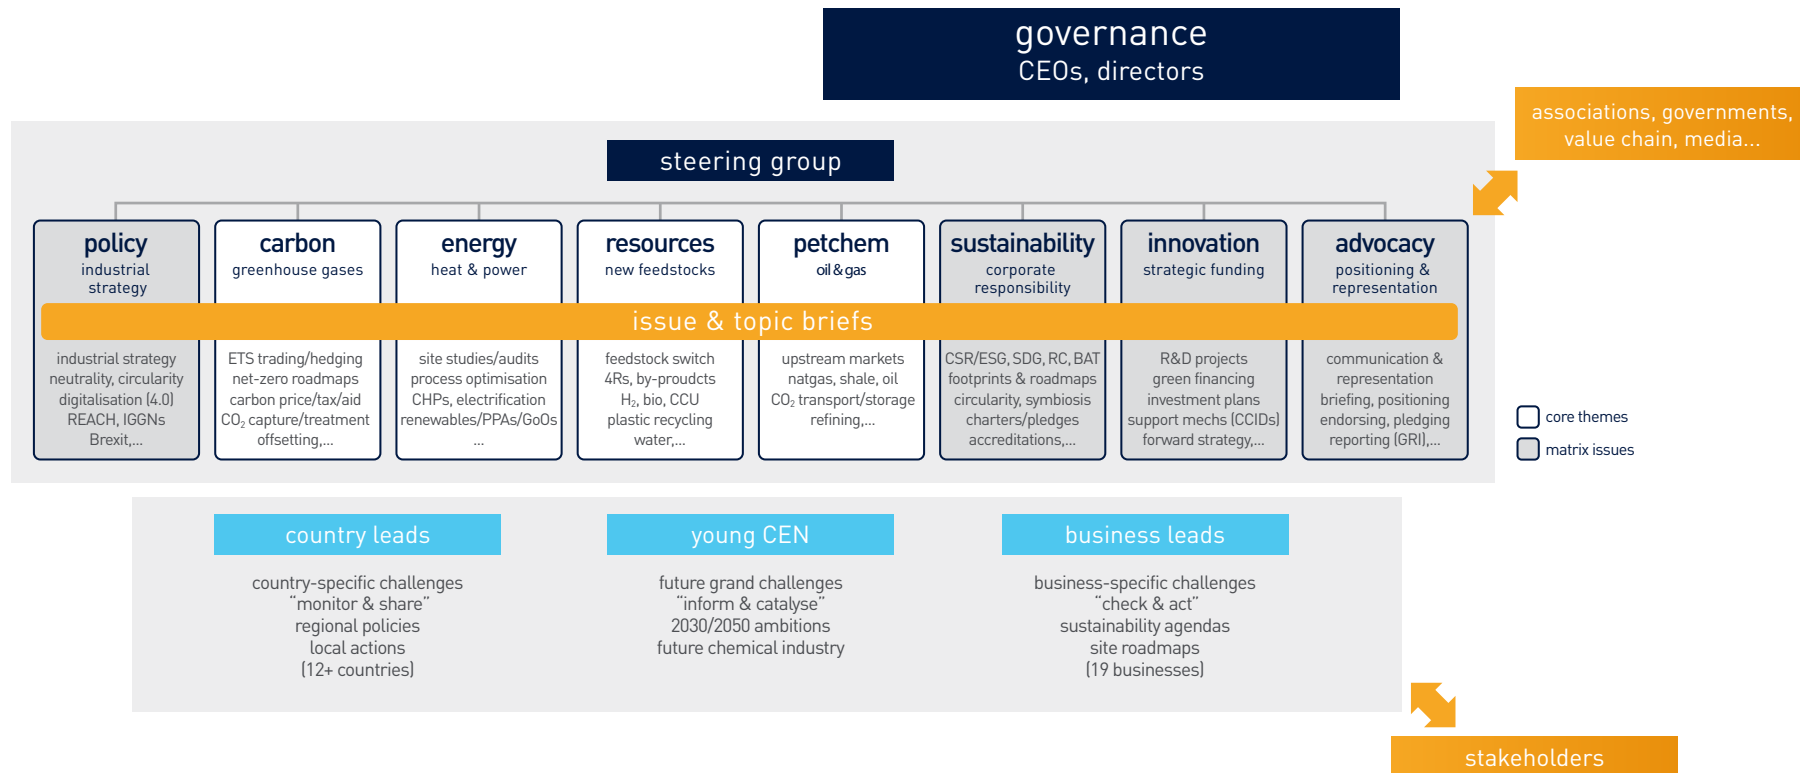 governance
CEOs, directors
associations, governments,
value chain, media...
steering group
policy
industrial
strategy
carbon
greenhouse gases
energy
heat & power
resources
new feedstocks
petchem
oil & gas
sustainability
corporate
responsibility
innovation
strategic funding
advocacy
positioning &
representation
issue & topic briefs
industrial strategy
neutrality, circularity
digitalisation (4.0)
REACH, IGGNs
Brexit,...
ETS trading/hedging
net-zero roadmaps
carbon price/tax/aid
CO₂ capture/treatment
offsetting,...
site studies/audits
process optimisation
CHPs, electrification
renewables/PPAs/GoOs
...
feedstock switch
4Rs, by-proudcts
H₂, bio, CCU
plastic recycling
water,...
upstream markets
natgas, shale, oil
CO₂ transport/storage
refining,...
CSR/ESG, SDG, RC, BAT
footprints & roadmaps
circularity, symbiosis
charters/pledges
accreditations,...
R&D projects
green financing
investment plans
support mechs (CCIDs)
forward strategy,...
communication &
representation
briefing, positioning
endorsing, pledging
reporting (GRI),...
core themes
matrix issues
country leads
country-specific challenges
“monitor & share”
regional policies
local actions
(12+ countries)
young CEN
future grand challenges
“inform & catalyse”
2030/2050 ambitions
future chemical industry
business leads
business-specific challenges
“check & act”
sustainability agendas
site roadmaps
(19 businesses)
stakeholders